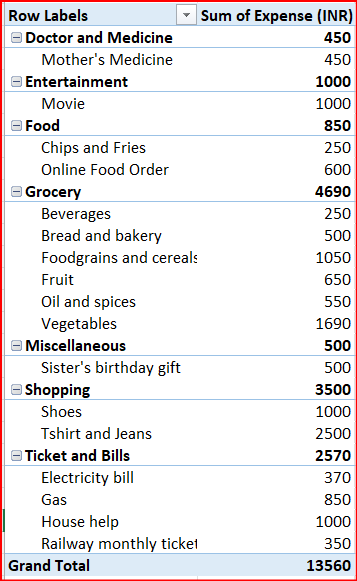 Row Labels Sum of Expense (INR)
Doctor and Medicine 450
Mother's Medicine 450
Entertainment 1000
Movie 1000
Food 850
Chips and Fries 250
Online Food Order 600
Grocery 4690
Beverages 250
Bread and bakery 500
Foodgrains and cereals 1050
Fruit 650
Oil and spices 550
Vegetables 1690
Miscellaneous 500
Sister's birthday gift 500
Shopping 3500
Shoes 1000
Tshirt and Jeans 2500
Ticket and Bills 2570
Electricity bill 370
Gas 850
House help 1000
Railway monthly ticket 350
Grand Total 13560